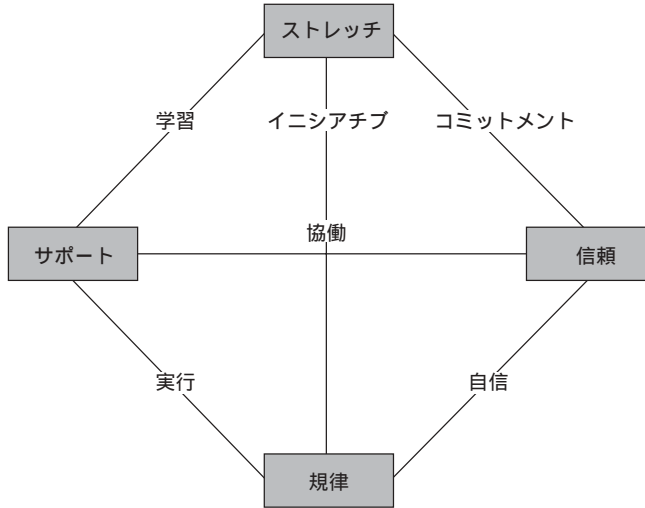 ストレッチ
学習
イニシアチブ
コミットメント
協働
サポート
信頼
実行
自信
規律